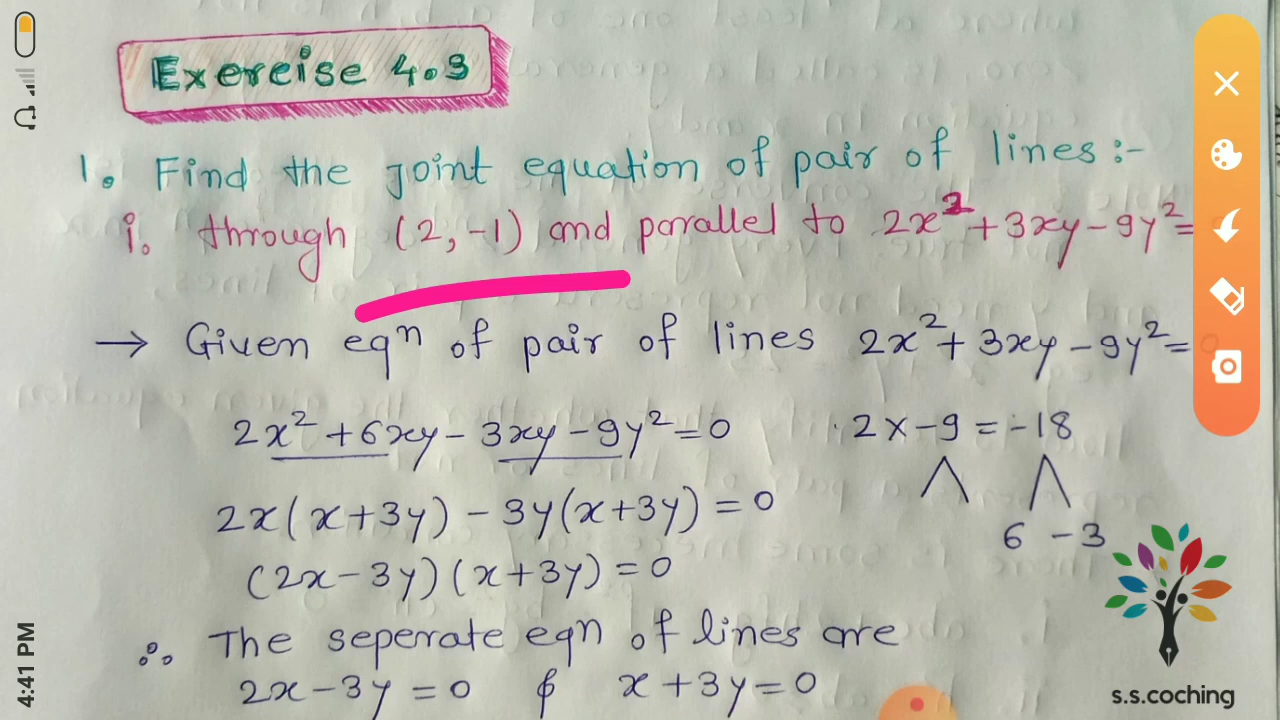 Exercise 4.3
1. Find the joint equation of pair of lines:-
i. through (2, -1) and parallel to 2x²+3xy-9y²=
→ Given eqn of pair of lines 2x²+3xy-9y²=
2x²+6xy-3xy-9y²=0
2x-9=-18
2x(x+3y)-3y(x+3y)=0
6 -3
(2x-3y)(x+3y)=0
∴ The seperate eqn of lines are
2x-3y=0 & x+3y=0
s.s.coching
4:41 PM